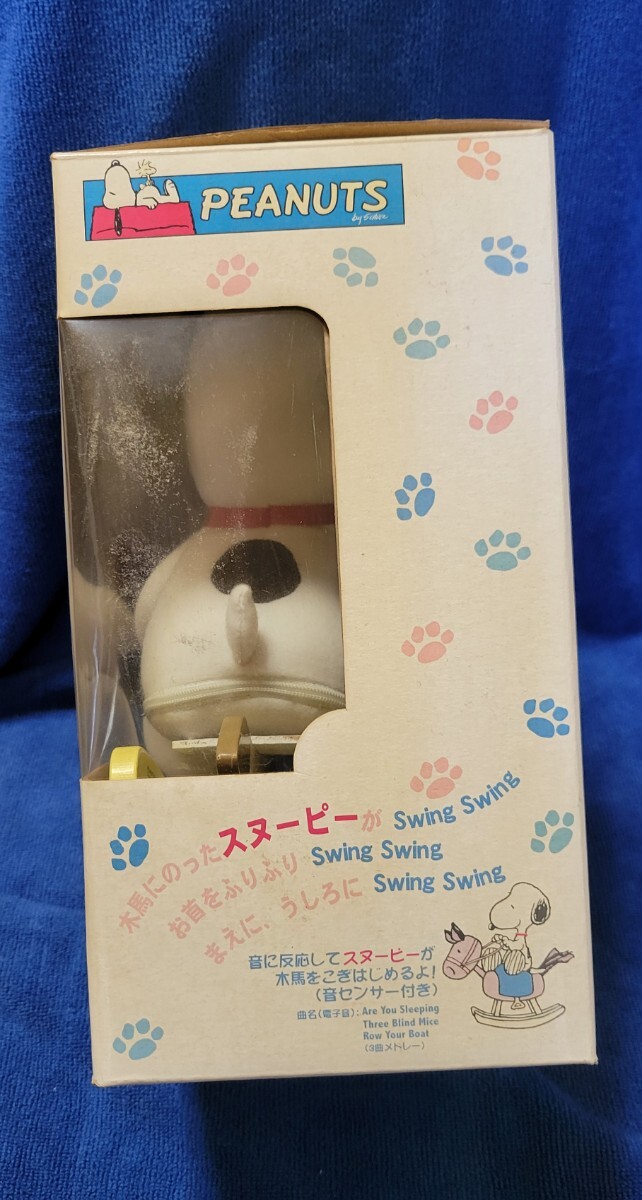 PEANUTS
木馬にのったスヌーピーが Swing Swing
お首をふりふり Swing Swing
まえに、うしろに Swing Swing
音に反応してスヌーピーが
木馬をこぎはじめるよ！
（音センサー付き）
曲名（電子音）：Are You Sleeping
Three Blind Mice
Row Your Boat
（3曲メドレー）